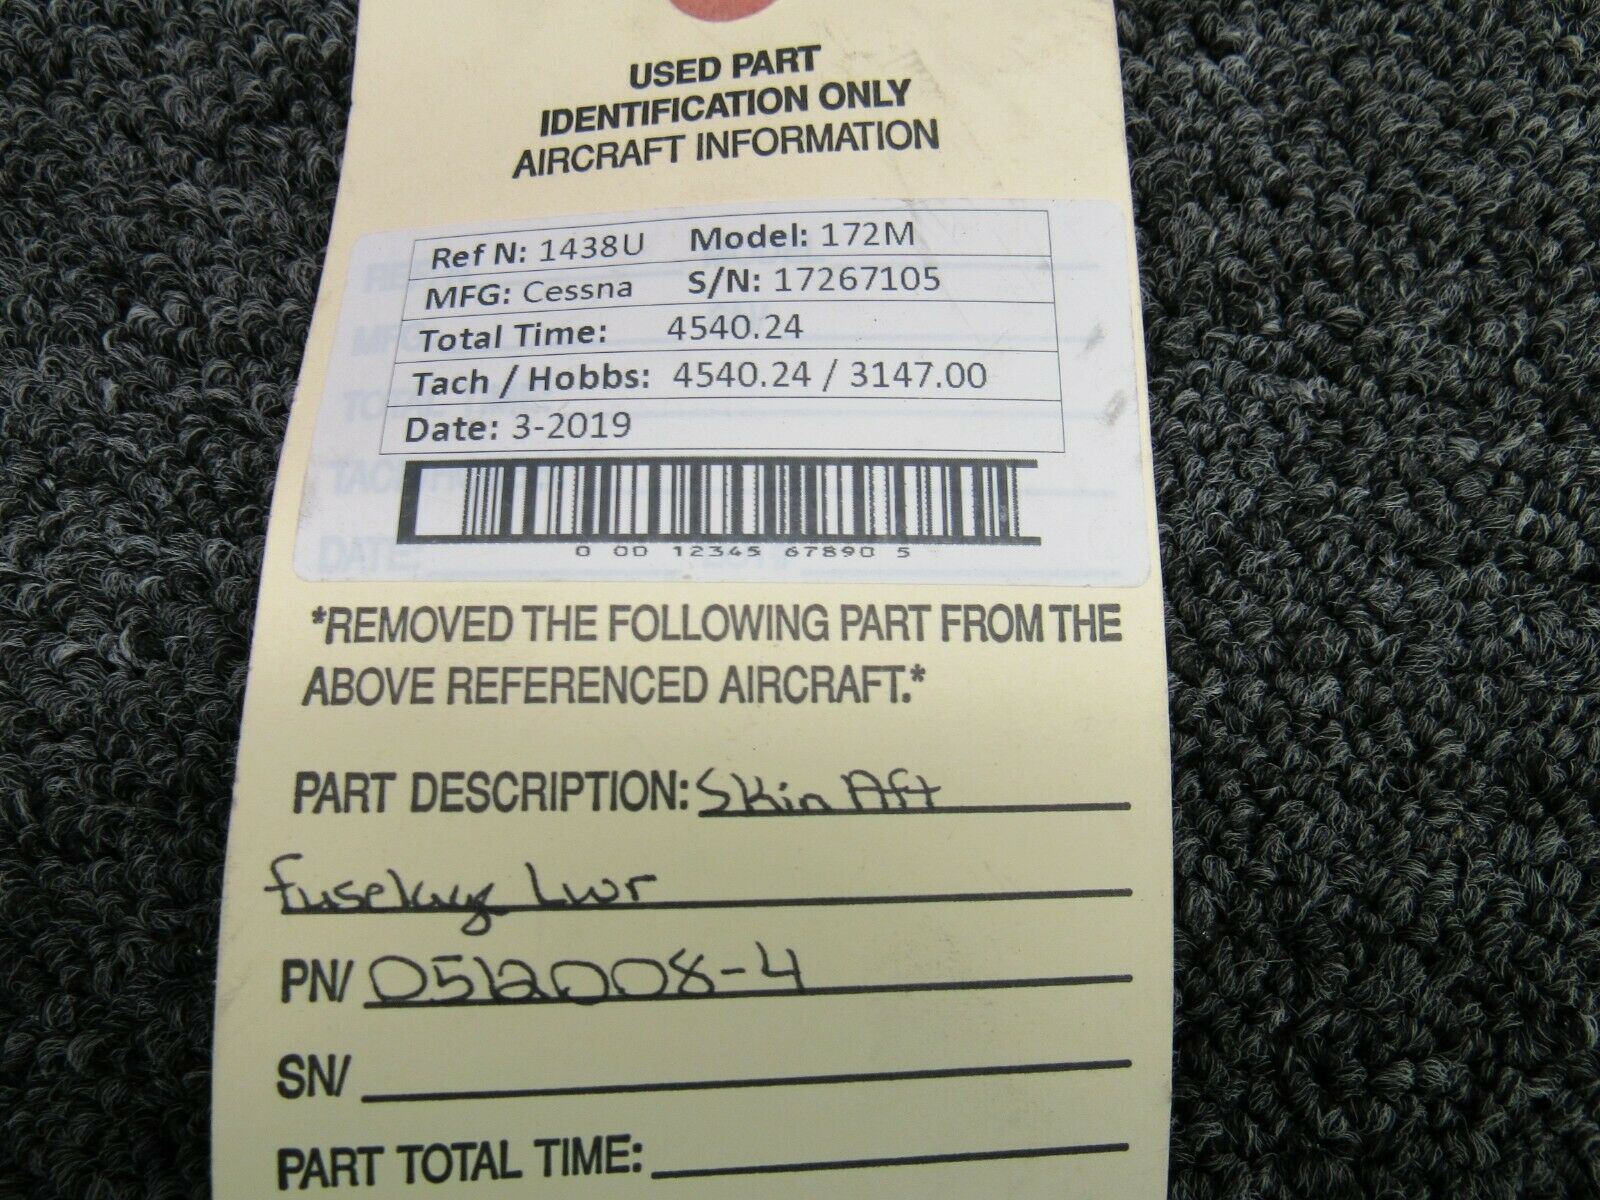 USED PART
IDENTIFICATION ONLY
AIRCRAFT INFORMATION
Ref N: 1438U Model: 172M
MFG: Cessna S/N: 17267105
Total Time: 4540.24
Tach / Hobbs: 4540.24 / 3147.00
Date: 3-2019
0 00 12345 67890 5
DATE:
*REMOVED THE FOLLOWING PART FROM THE
ABOVE REFERENCED AIRCRAFT.*
PART DESCRIPTION: Skin Aft
fuselage Lwr
PN/ 0512008-4
SN/
PART TOTAL TIME: